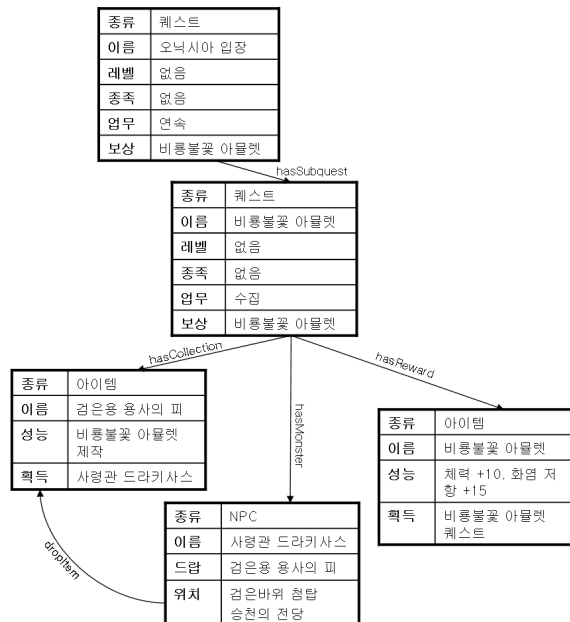 종류 퀘스트
이름 오닉시아 입장
레벨 없음
종족 없음
업무 연속
보상 비룡불꽃 아뮬렛
hasSubquest
종류 퀘스트
이름 비룡불꽃 아뮬렛
레벨 없음
종족 없음
업무 수집
보상 비룡불꽃 아뮬렛
hasCollection
hasMonster
hasReward
종류 아이템
이름 검은용 용사의 피
성능 비룡불꽃 아뮬렛
제작
획득 사령관 드라키사스
종류 아이템
이름 비룡불꽃 아뮬렛
성능 체력 +10, 화염 저
항 +15
획득 비룡불꽃 아뮬렛
퀘스트
dropItem
종류 NPC
이름 사령관 드라키사스
드랍 검은용 용사의 피
위치 검은바위 첨탑
승천의 전당